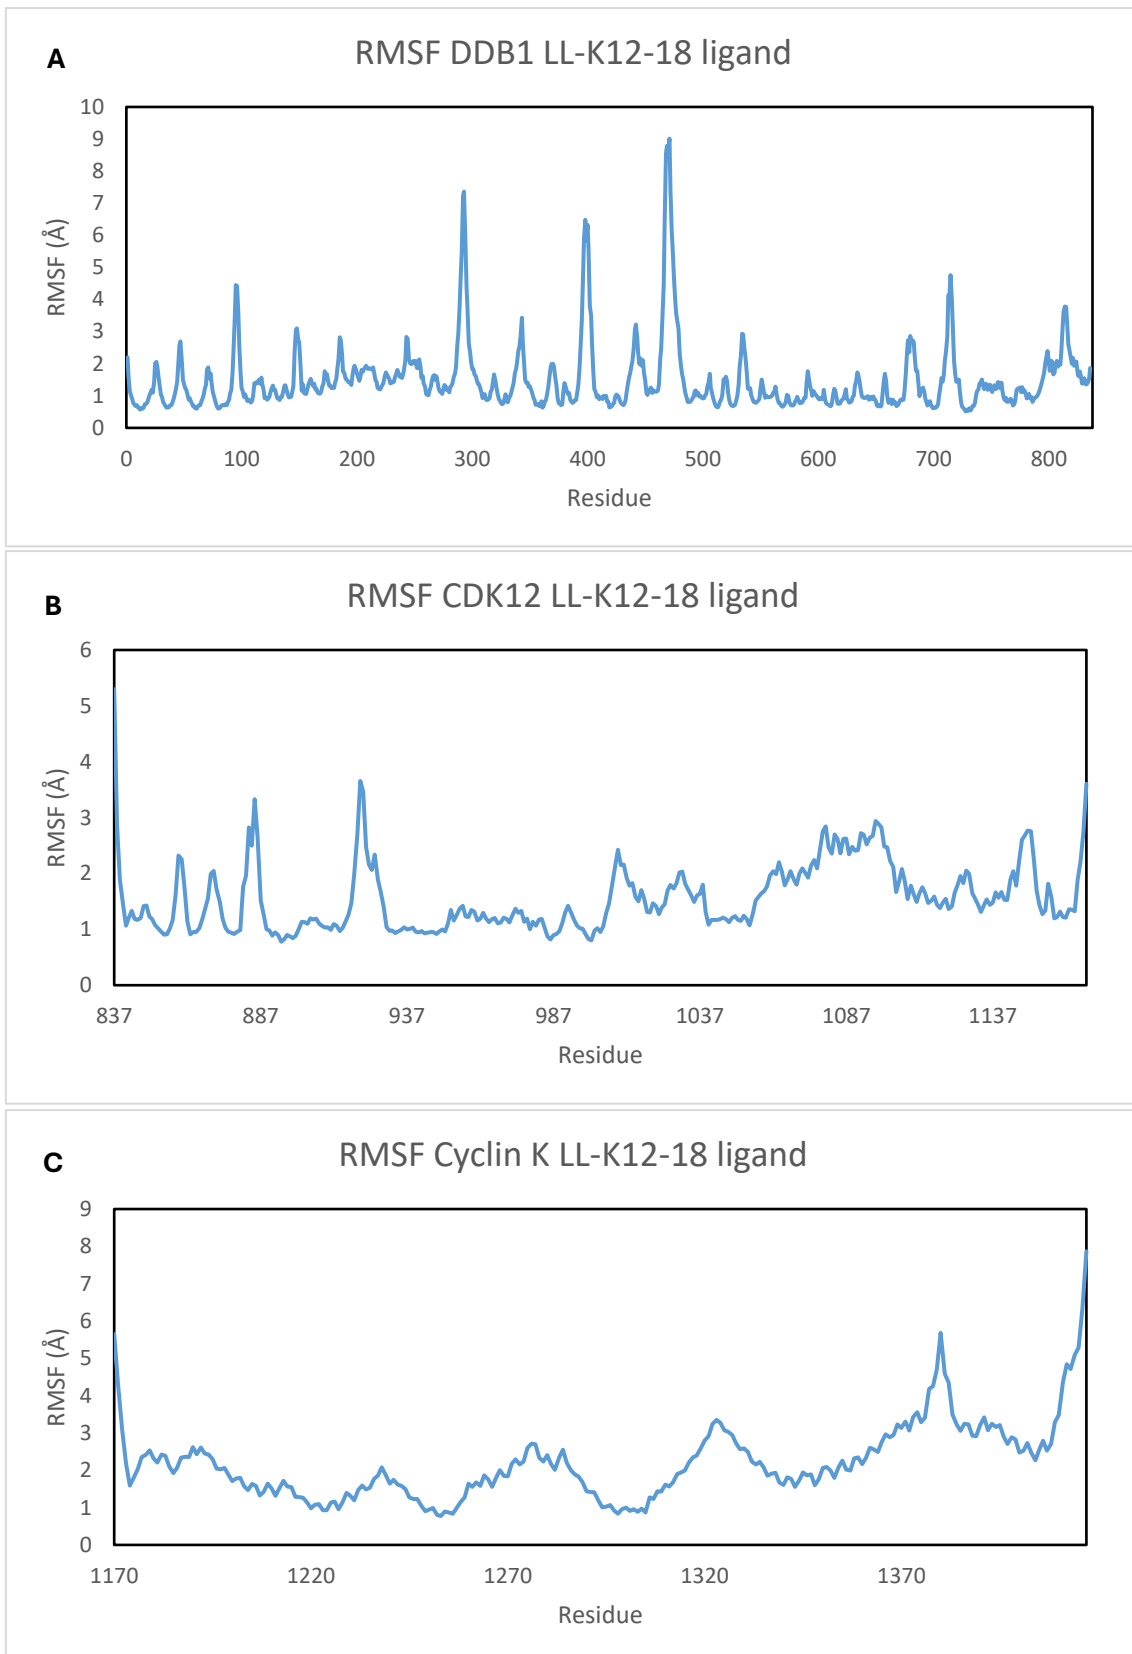 A
RMSF DDB1 LL-K12-18 ligand
10
9
8
7
6
5
4
3
2
1
0
RMSF (Å)
0 100 200 300 400 500 600 700 800
Residue
B
RMSF CDK12 LL-K12-18 ligand
6
5
4
3
2
1
0
RMSF (Å)
837 887 937 987 1037 1087 1137
Residue
C
RMSF Cyclin K LL-K12-18 ligand
9
8
7
6
5
4
3
2
1
0
RMSF (Å)
1170 1220 1270 1320 1370
Residue